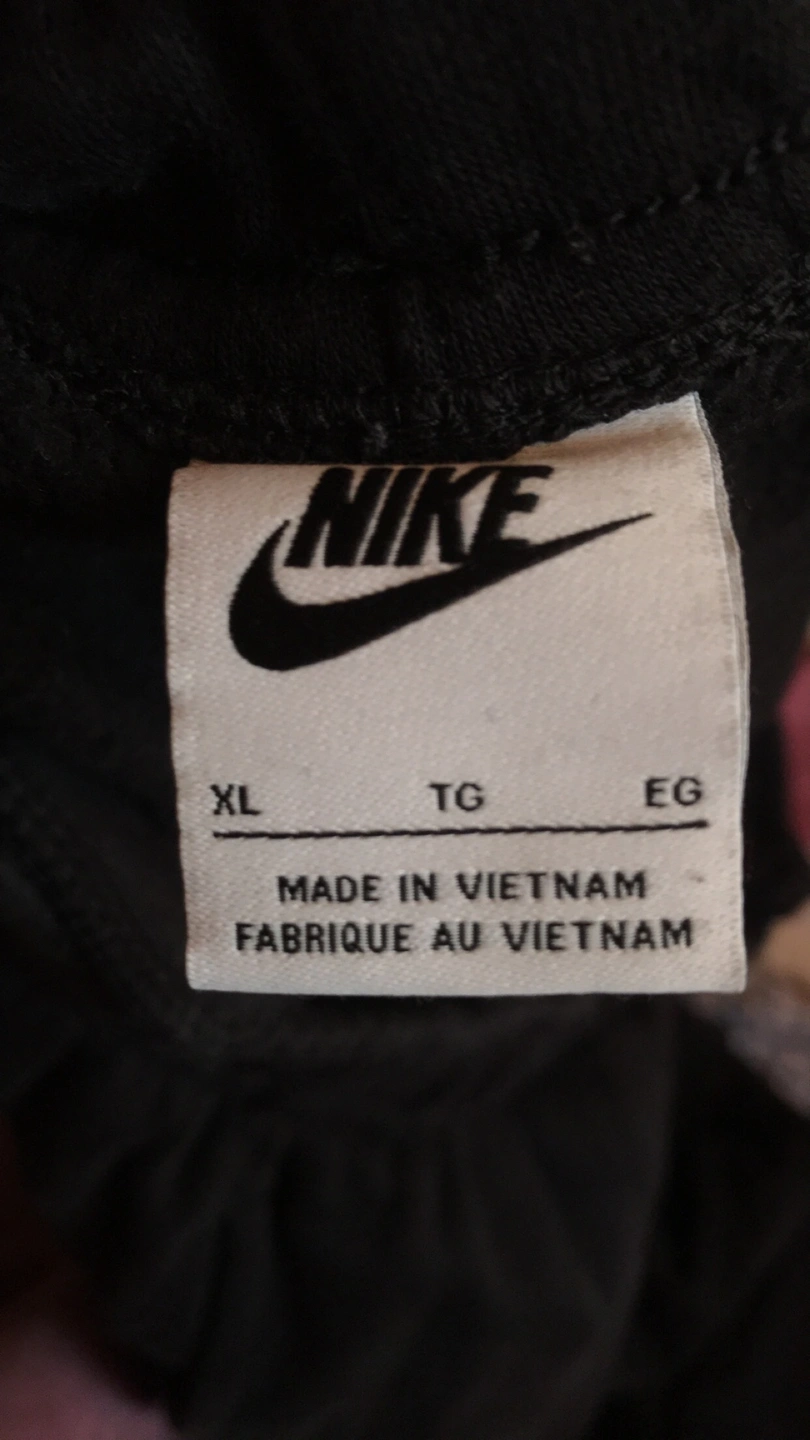 NIKE
XL TG EG
MADE IN VIETNAM
FABRIQUE AU VIETNAM